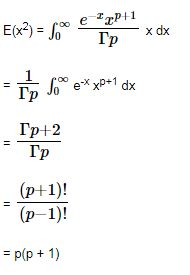 E(x²) = ∫₀^∞ (e^{-x}x^{p+1})/(Γp) x dx
= 1/(Γp) ∫₀^∞ e^{-x} x^{p+1} dx
= (Γp+2)/(Γp)
= (p+1)!/(p−1)!
= p(p + 1)